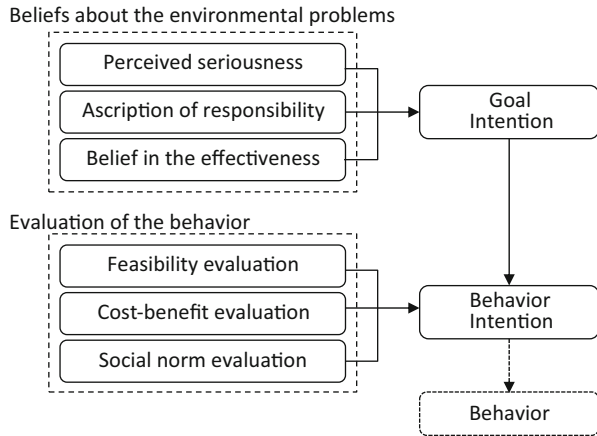 Beliefs about the environmental problems
Perceived seriousness
Ascription of responsibility
Belief in the effectiveness
Goal
Intention
Evaluation of the behavior
Feasibility evaluation
Cost-benefit evaluation
Social norm evaluation
Behavior
Intention
Behavior